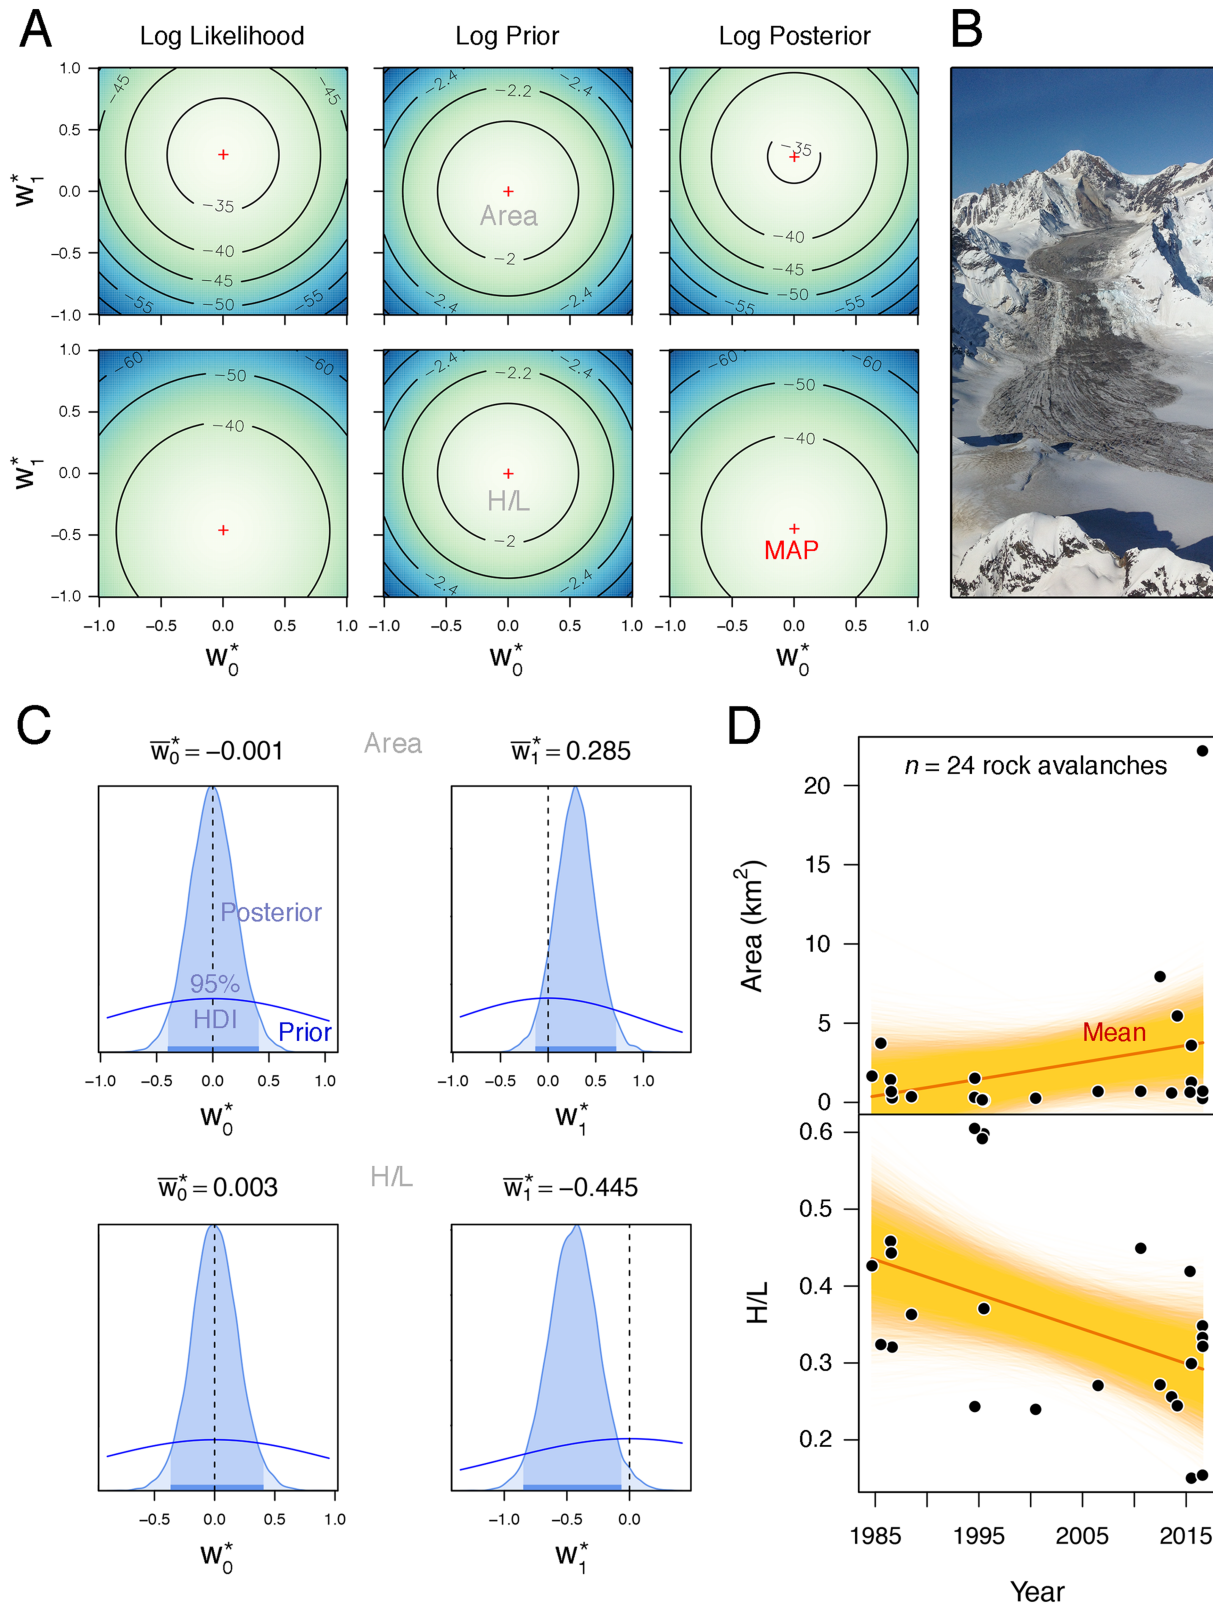 A
B
Log Likelihood
Log Prior
Log Posterior
1.0
0.5
0.0
−0.5
−1.0
w*1
−45
−45
−35
−40
−45
−50
−55
−55
−2.4
−2.4
−2.2
Area
−2
−2.4
−2.4
−35
−40
−45
−50
−55
−55
1.0
0.5
0.0
−0.5
−1.0
w*1
−60
−60
−50
−40
−2.4
−2.4
−2.2
H/L
−2
−2.4
−2.4
−60
−60
−50
−40
MAP
−1.0 −0.5 0.0 0.5 1.0
−1.0 −0.5 0.0 0.5 1.0
−1.0 −0.5 0.0 0.5 1.0
w*0
w*0
w*0
C
w̅*0 = −0.001
Area
w̅*1 = 0.285
Posterior
95%
HDI
Prior
−1.0 −0.5 0.0 0.5 1.0
−1.0 −0.5 0.0 0.5 1.0
w*0
w*1
w̅*0 = 0.003
H/L
w̅*1 = −0.445
−0.5 0.0 0.5 1.0
−1.0 −0.5 0.0
w*0
w*1
D
n = 24 rock avalanches
20
15
10
5
0
Area (km2)
Mean
0.6
0.5
0.4
0.3
0.2
H/L
1985 1995 2005 2015
Year